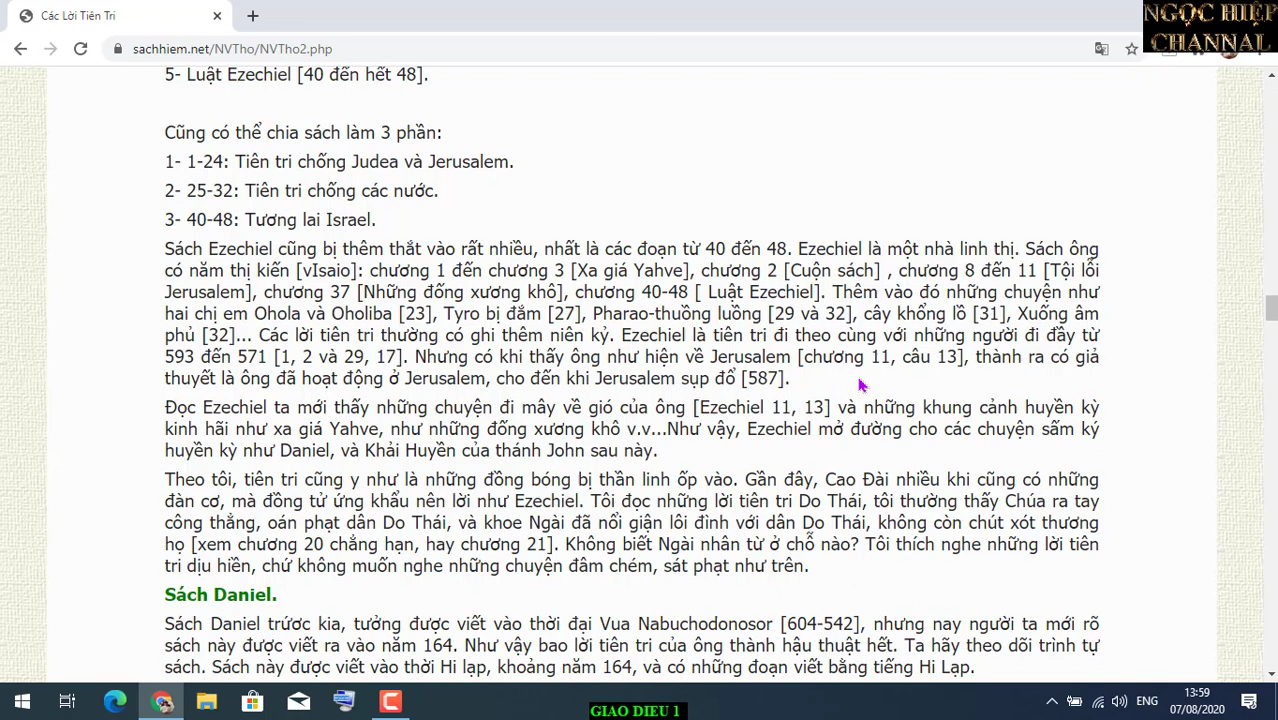 Các Lời Tiên Tri
NGỌC HIỆP
CHANNAL
sachhiem.net/NVTho/NVTho2.php
5- Luật Ezechiel [40 đến hết 48].
Cũng có thể chia sách làm 3 phần:
1- 1-24: Tiên tri chống Judea và Jerusalem.
2- 25-32: Tiên tri chống các nước.
3- 40-48: Tương lai Israel.
Sách Ezechiel cũng bị thêm thắt vào rất nhiều, nhất là các đoạn từ 40 đến 48. Ezechiel là một nhà linh thị. Sách ông
có năm thị kiến [vIsaio]: chương 1 đến chương 3 [Xa giá Yahve], chương 2 [Cuộn sách] , chương 8 đến 11 [Tội lỗi
Jerusalem], chương 37 [Những đống xương khô], chương 40-48 [ Luật Ezechiel]. Thêm vào đó những chuyện như
hai chị em Ohola và Oholiba [23], Tyro bị đắm [27], Pharao-thuồng luồng [29 và 32], cây khổng lồ [31], Xuống âm
phủ [32]... Các lời tiên tri thường có ghi thêm niên kỷ. Ezechiel là tiên tri đi theo cùng với những người đi đầy từ
593 đến 571 [1, 2 và 29, 17]. Nhưng có khi thấy ông như hiện về Jerusalem [chương 11, câu 13], thành ra có giả
thuyết là ông đã hoạt động ở Jerusalem, cho đến khi Jerusalem sụp đổ [587].
Đọc Ezechiel ta mới thấy những chuyện đi mây về gió của ông [Ezechiel 11, 13] và những khung cảnh huyền kỳ
kinh hãi như xa giá Yahve, như những đống xương khô v.v...Như vậy, Ezechiel mở đường cho các chuyện sấm ký
huyền kỳ như Daniel, và Khải Huyền của thánh John sau này.
Theo tôi, tiên tri cũng y như là những đồng bóng bị thần linh ốp vào. Gần đây, Cao Đài nhiều khi cũng có những
đàn cơ, mà đồng tử ứng khẩu nên lời như Ezechiel. Tôi đọc những lời tiên tri Do Thái, tôi thường thấy Chúa ra tay
công thẳng, oán phạt dân Do Thái, và khoe Ngài đã nổi giận lôi đình với dân Do Thái, không còn chút xót thương
họ [xem chương 20 chẳng hạn, hay chương 21]. Không biết Ngài nhân từ ở chỗ nào? Tôi thích nghe những lời tiên
tri dịu hiền, chứ không muốn nghe những chuyện đâm chém, sát phạt như trên.
Sách Daniel.
Sách Daniel trước kia, tưởng được viết vào thời đại Vua Nabuchodonosor [604-542], nhưng nay người ta mới rõ
sách này được viết ra vào năm 164. Như vậy bao lời tiên tri của ông thành hậu thuật hết. Ta hãy theo dõi trình tự
sách. Sách này được viết vào thời Hi lạp, khoảng năm 164, và có những đoạn viết bằng tiếng Hi Lạp.
ENG
13:59
07/08/2020
GIAO DIEU 1